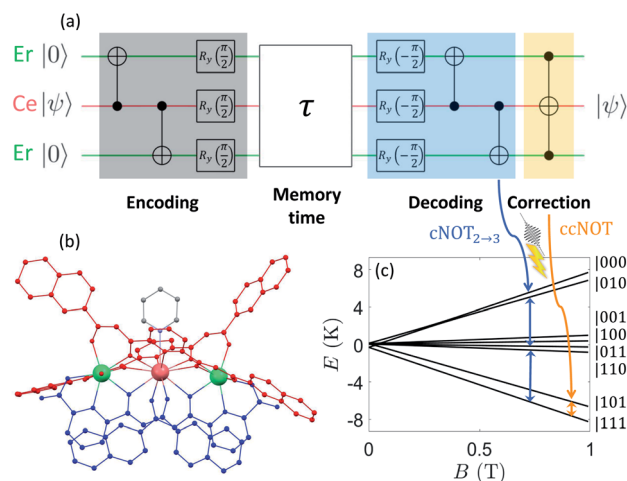 (a)
Er |0⟩
Ce |ψ⟩
Er |0⟩
R_y(π/2)
R_y(π/2)
R_y(π/2)
τ
R_y(−π/2)
R_y(−π/2)
R_y(−π/2)
|ψ⟩
Encoding
Memory time
Decoding
Correction
cNOT₂→₃
ccNOT
(b)
(c)
E (K)
8
4
0
-4
-8
0
0.5
1
B (T)
|000
|010
|001
|100
|011
|110
|101
|111